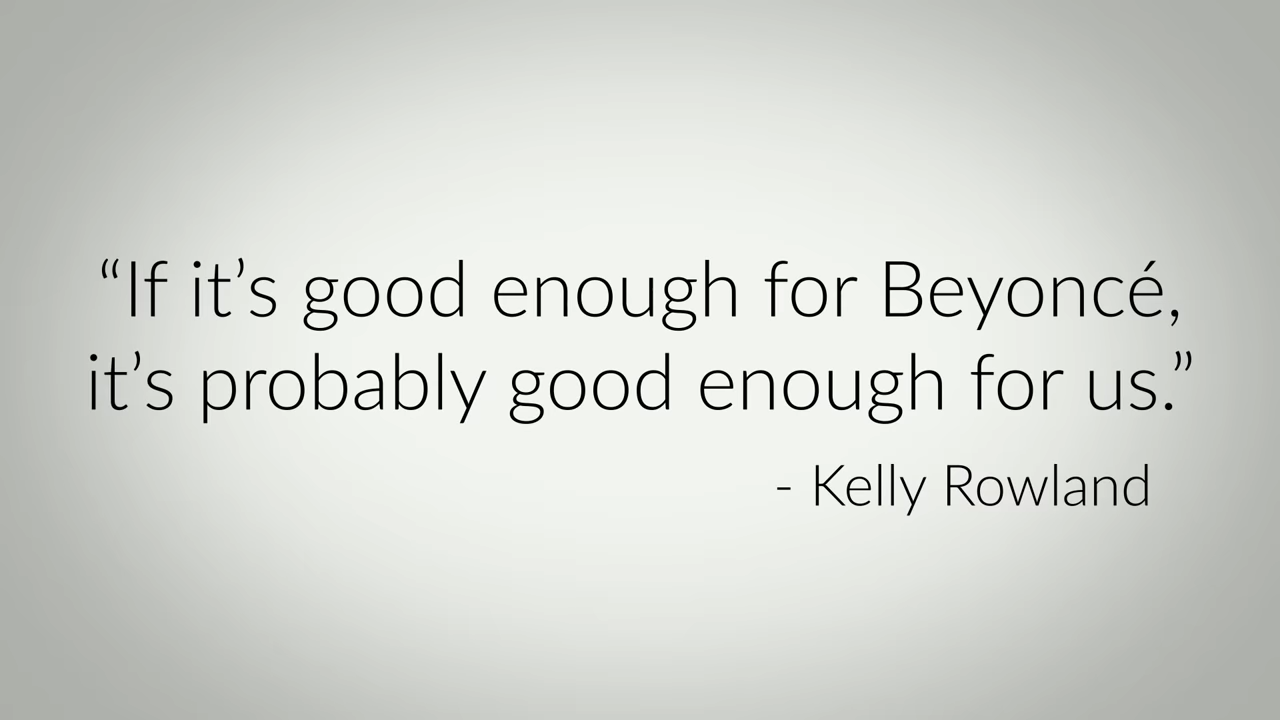 “If it’s good enough for Beyoncé,
it’s probably good enough for us.”
- Kelly Rowland